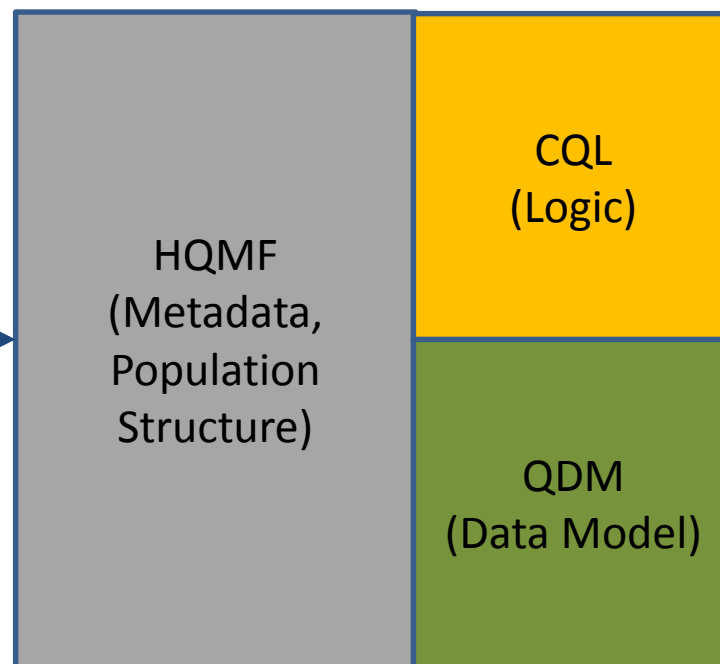 HQMF
(Metadata,
Population
Structure)
CQL
(Logic)
QDM
(Data Model)